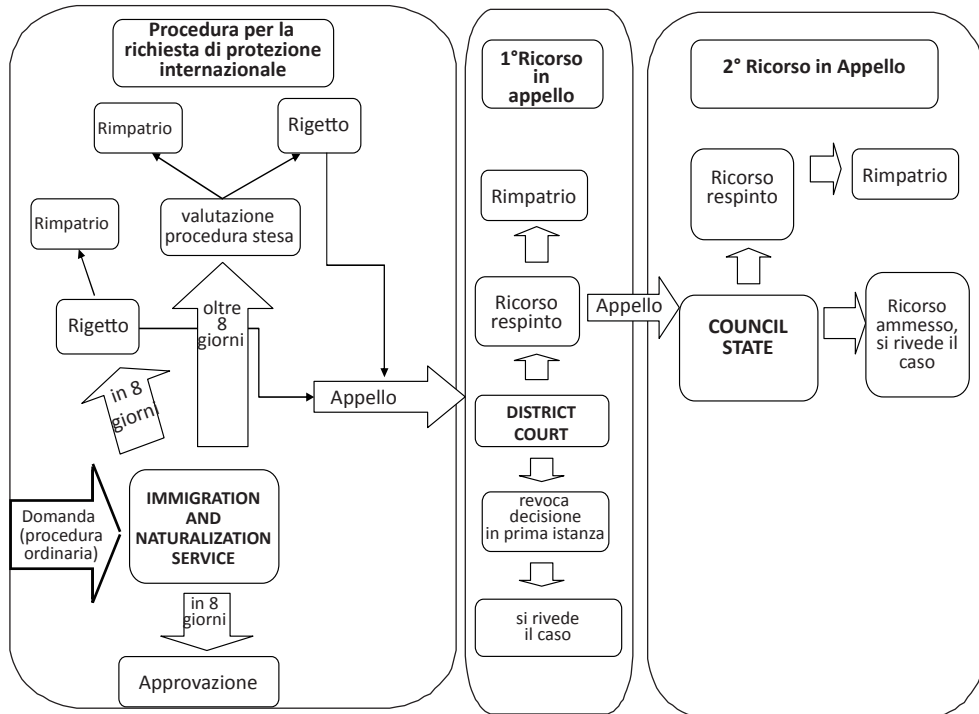 Procedura per la
richiesta di protezione
internazionale
Rimpatrio
Rigetto
valutazione
procedura stesa
Rimpatrio
Rigetto
oltre
8
giorni
in 8
giorni
Appello
Domanda
(procedura
ordinaria)
IMMIGRATION
AND
NATURALIZATION
SERVICE
in 8
giorni
Approvazione
1°Ricorso
in
appello
Rimpatrio
Ricorso
respinto
Appello
DISTRICT
COURT
revoca
decisione
in prima istanza
si rivede
il caso
2° Ricorso in Appello
Ricorso
respinto
Rimpatrio
COUNCIL
STATE
Ricorso
ammesso,
si rivede il
caso